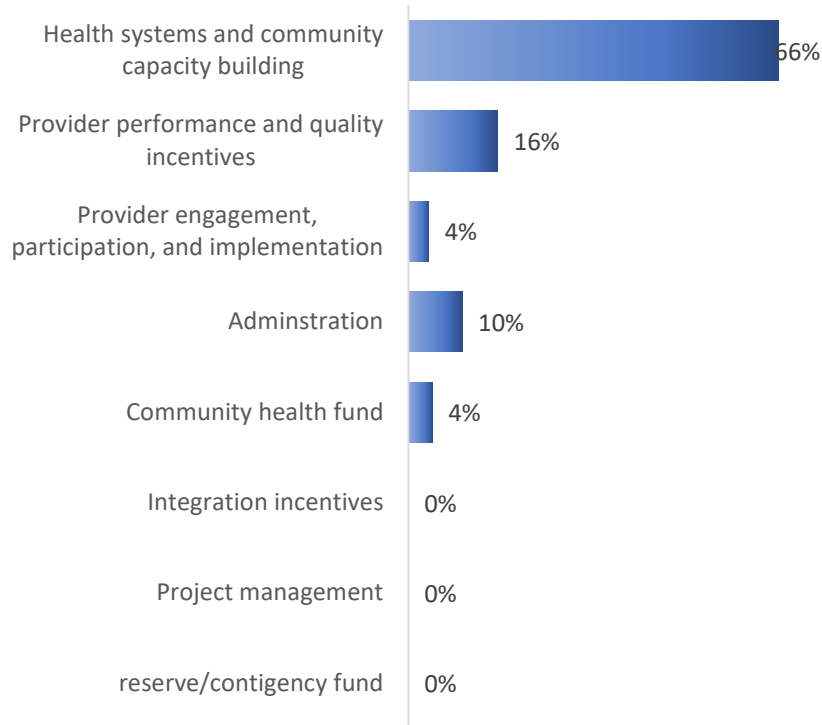 Health systems and community
capacity building
66%
Provider performance and quality
incentives
16%
Provider engagement,
participation, and implementation
4%
Adminstration
10%
Community health fund
4%
Integration incentives
0%
Project management
0%
reserve/contigency fund
0%